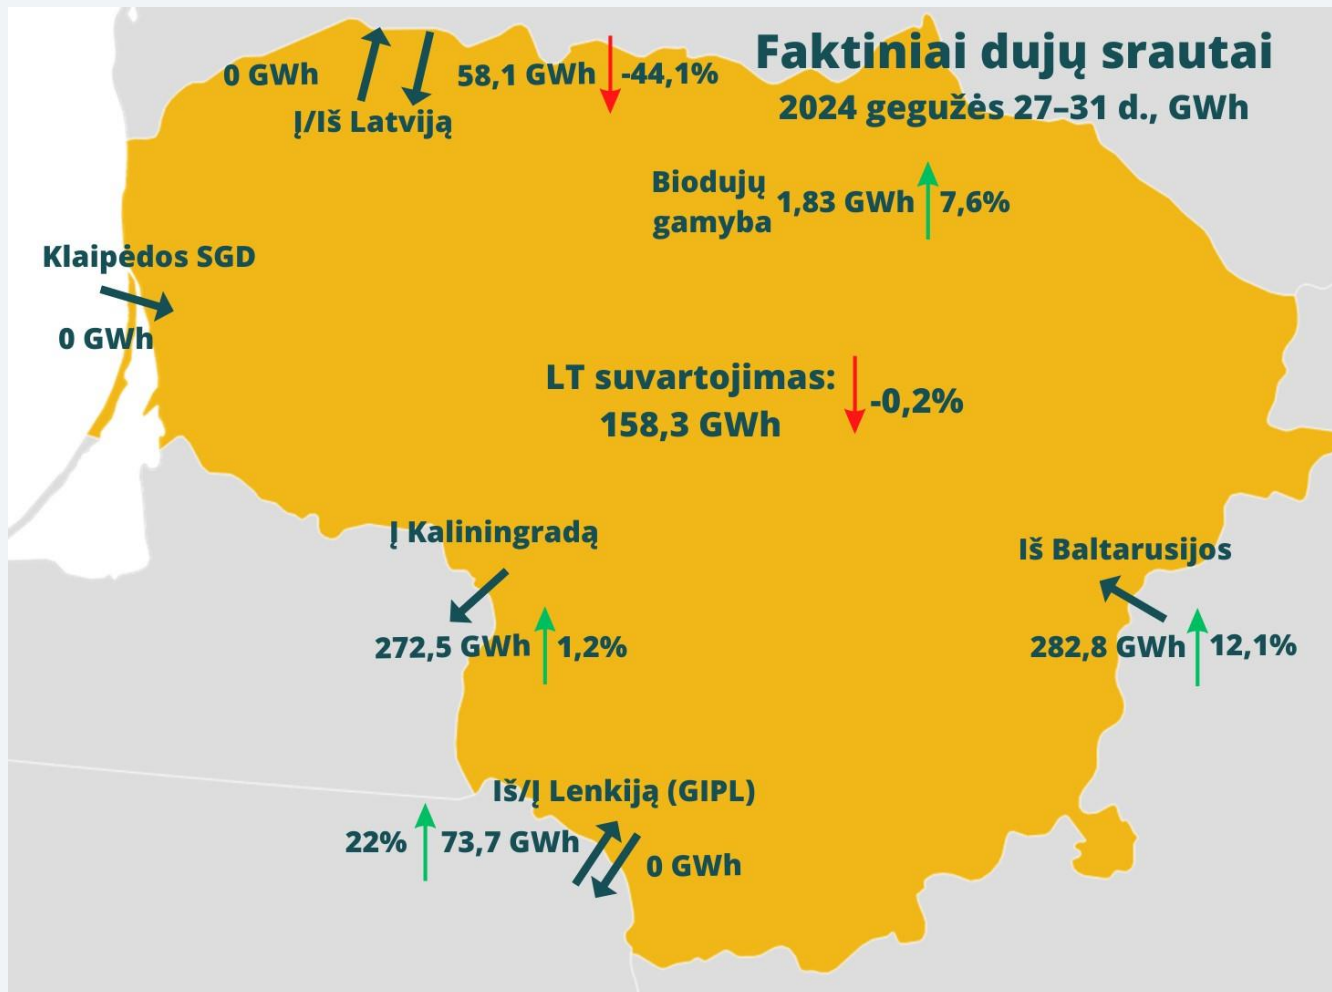 Faktiniai dujų srautai
2024 gegužės 27–31 d., GWh
0 GWh
58,1 GWh -44,1%
Į/Iš Latviją
Biodujų
gamyba
1,83 GWh 7,6%
Klaipėdos SGD
0 GWh
LT suvartojimas:
158,3 GWh
-0,2%
Į Kaliningradą
272,5 GWh 1,2%
Iš Baltarusijos
282,8 GWh 12,1%
Iš/Į Lenkiją (GIPL)
22% 73,7 GWh
0 GWh